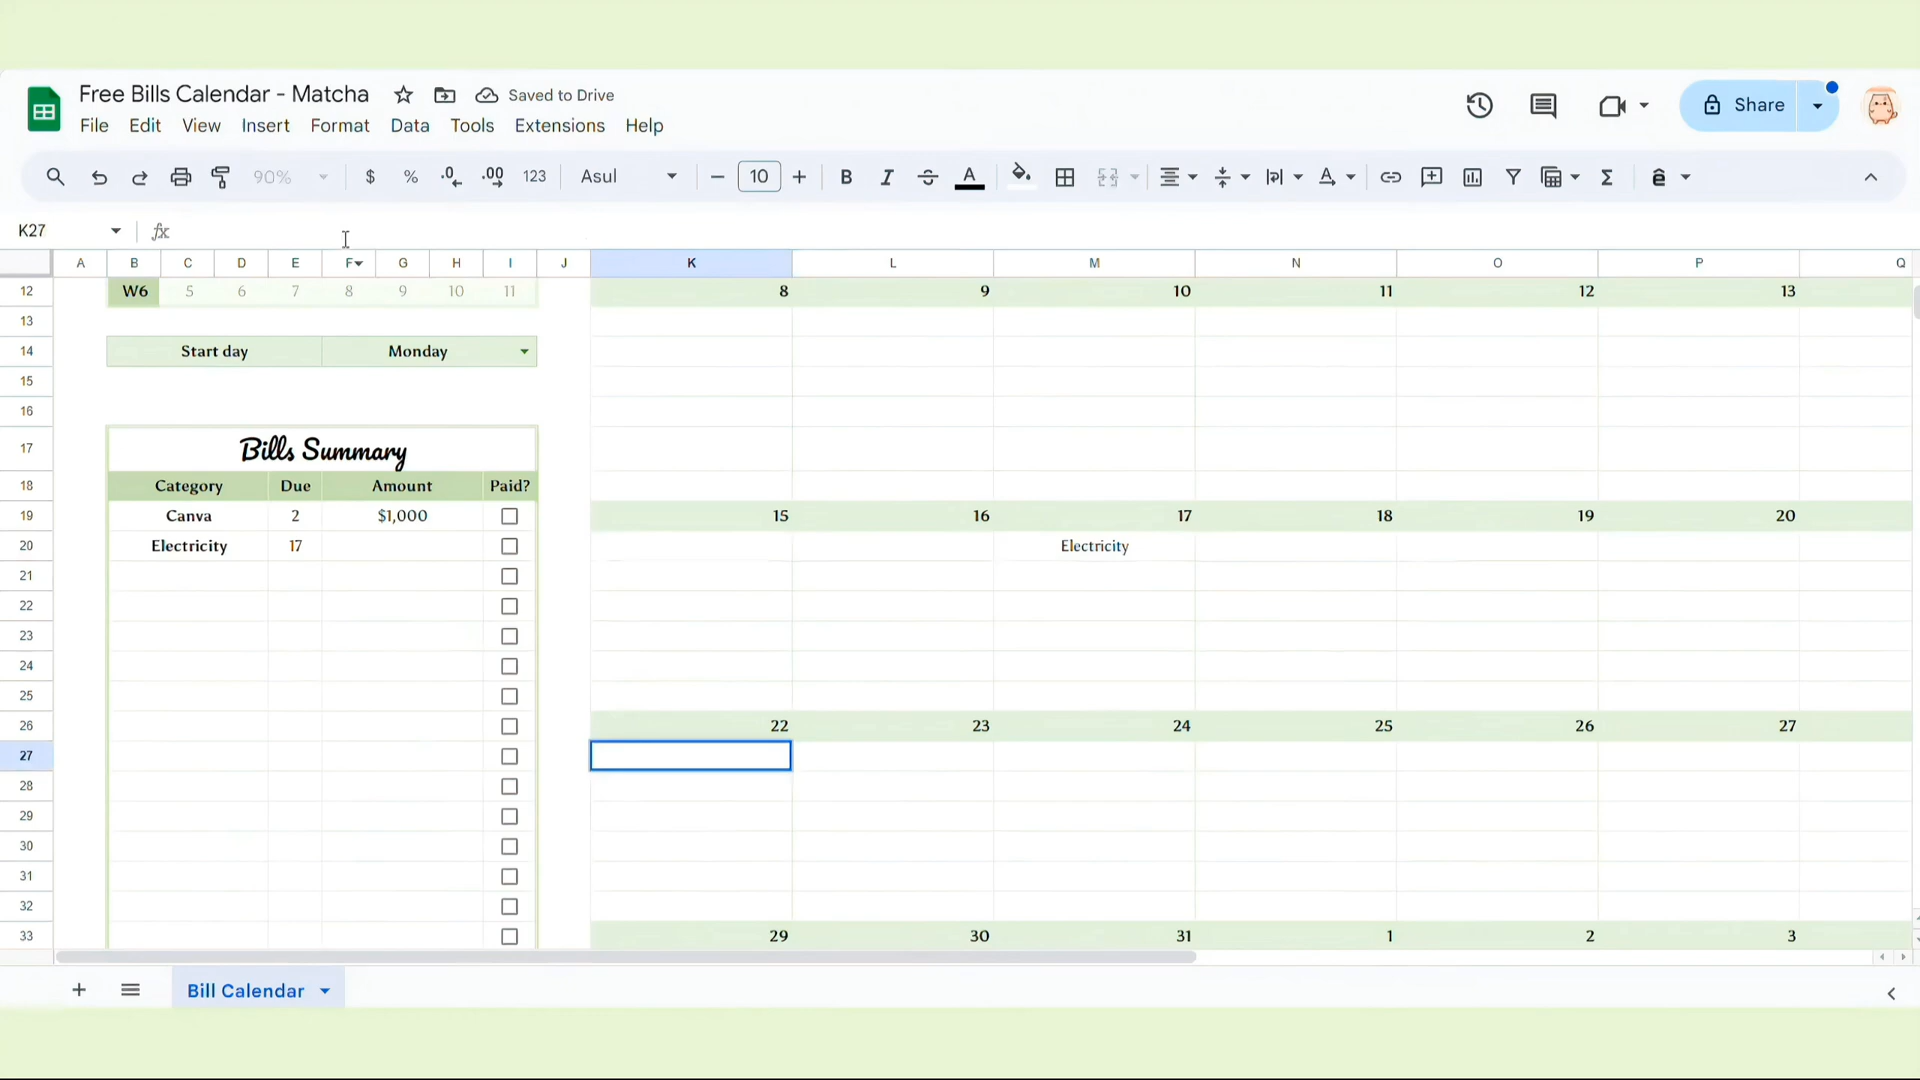 Free Bills Calendar - Matcha
Saved to Drive
Share
File Edit View Insert Format Data Tools Extensions Help
90% $ % .0 .00 123 Asul 10 B I A
K27
A B C D E F G H I J K L M N O P Q
12 W6 5 6 7 8 9 10 11 8 9 10 11 12 13
13
14 Start day Monday
15
16
17 Bills Summary
18 Category Due Amount Paid?
19 Canva 2 $1,000 15 16 17 18 19 20
20 Electricity 17 Electricity
21
22
23
24
25
26 22 23 24 25 26 27
27
28
29
30
31
32
33 29 30 31 1 2 3
Bill Calendar